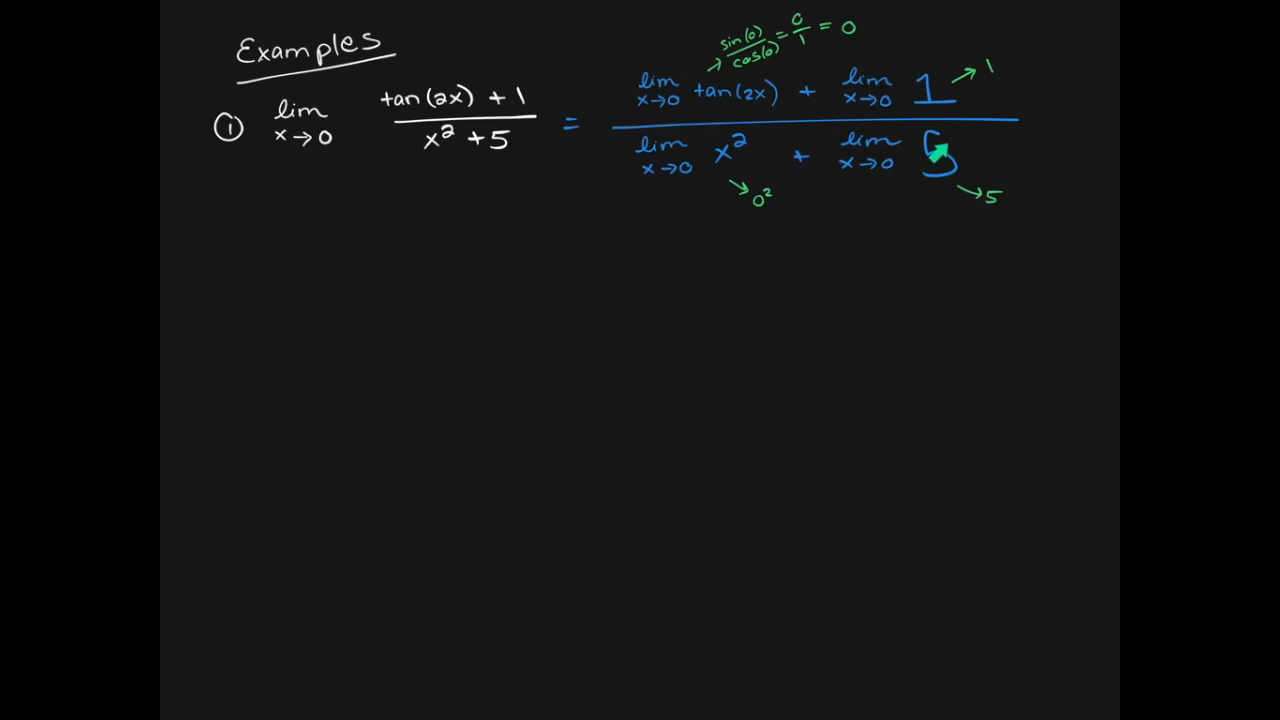 Examples
sin(0)/cos(0) = 0/1 = 0
① lim x→0 (tan(2x) + 1)/(x² + 5) = (lim x→0 tan(2x) + lim x→0 1)/(lim x→0 x² + lim x→0 5)
→ 1
→ 0²
→ 5